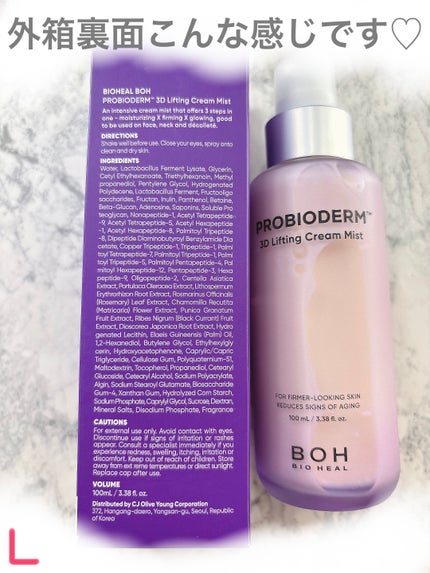 外箱裏面こんな感じです♡
BIOHEAL BOH
PROBIODERM™ 3D Lifting Cream Mist
An intensive cream mist that offers 3 steps in
one - moisturizing X firming X glowing, good
to be used on face, neck and décolleté.
DIRECTIONS
Shake well before use. Close your eyes, spray onto
clean and dry skin.
INGREDIENTS
Water, Lactobacillus Ferment Lysate, Glycerin,
Cetyl Ethylhexanoate, Triethylhexanoin, Methyl
propanediol, Pentylene Glycol, Hydrogenated
Polydecene, Lactobacillus Ferment, Fructooligo
saccharides, Fructan, Inulin, Panthenol, Betaine,
Beta-Glucan, Adenosine, Saponins, Soluble Pro
teoglycan, Nonapeptide-1, Acetyl Tetrapeptide
-9, Acetyl Tetrapeptide-5, Acetyl Hexapeptide
-1, Acetyl Hexapeptide-8, Palmitoyl Tripeptide
-8, Dipeptide Diaminobutyroyl Benzylamide Dia
cetate, Copper Tripeptide-1, Tripeptide-1, Palmi
toyl Tetrapeptide-7, Palmitoyl Tripeptide-1, Palmi
toyl Tripeptide-5, Palmitoyl Pentapeptide-4, Pal
mitoyl Hexapeptide-12, Pentapeptide-3, Hexa
peptide-9, Oligopeptide-2, Centella Asiatica
Extract, Portulaca Oleracea Extract, Lithospermum
Erythrorhizon Root Extract, Rosmarinus Officinalis
(Rosemary) Leaf Extract, Chamomilla Recutita
(Matricaria) Flower Extract, Punica Granatum
Fruit Extract, Ribes Nigrum (Black Currant) Fruit
Extract, Dioscorea Japonica Root Extract, Hydro
genated Lecithin, Elaeis Guineensis (Palm) Oil,
1,2-Hexanediol, Butylene Glycol, Ethylhexylgly
cerin, Hydroxyacetophenone, Caprylic/Capric
Triglyceride, Cellulose Gum, Polyquaternium-51,
Maltodextrin, Tocopherol, Propanediol, Cetearyl
Glucoside, Cetearyl Alcohol, Sodium Polyacrylate,
Algin, Sodium Stearoyl Glutamate, Biosaccharide
Gum-4, Xanthan Gum, Hydrolyzed Corn Starch,
Sodium Phosphate, Caprylyl Glycol, Sucrose, Dextran,
Mineral Salts, Disodium Phosphate, Fragrance
CAUTIONS
For external use only. Avoid contact with eyes.
Discontinue use if signs of irritation or rashes
appear. Consult a specialist immediately if you
experience redness, swelling, itching, irritation or
discomfort. Keep out of reach of children. Store
away from extreme temperatures or direct sunlight.
Replace cap after use.
VOLUME
100mL / 3.38 fl. oz.
Distributed by CJ Olive Young Corporation
372, Hangang-daero, Yongsan-gu, Seoul, Republic
of Korea
PROBIODERM™
3D Lifting Cream Mist
FOR FIRMER-LOOKING SKIN
REDUCES SIGNS OF AGING
100 mL / 3.38 fl. oz.
BOH
BIO HEAL
L